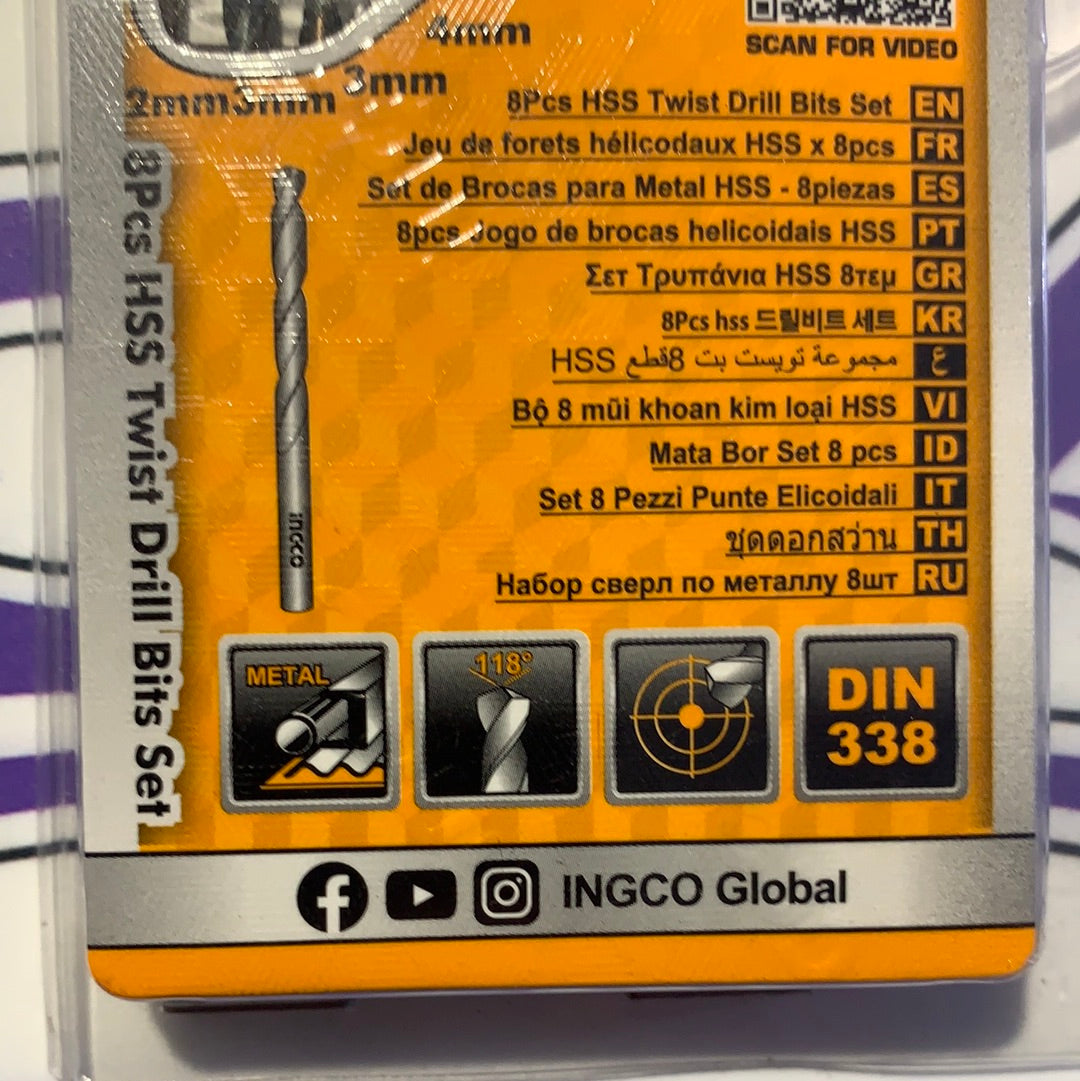 4mm
SCAN FOR VIDEO
3mm
2mm3mm
8Pcs HSS Twist Drill Bits Set EN
Jeu de forets hélicodaux HSS x 8pcs FR
Set de Brocas para Metal HSS - 8piezas ES
8pcs Jogo de brocas helicoidais HSS PT
Σετ Τρυπάνια HSS 8τεμ GR
8Pcs hss 드릴비트 세트 KR
مجموعة تويست بت 8قطع HSS ع
Bộ 8 mũi khoan kim loại HSS VI
Mata Bor Set 8 pcs ID
Set 8 Pezzi Punte Elicoidali IT
ชุดดอกสว่าน TH
Набор сверл по металлу 8шт RU
8Pcs HSS Twist Drill Bits Set
INGCO
METAL
118°
DIN
338
INGCO Global